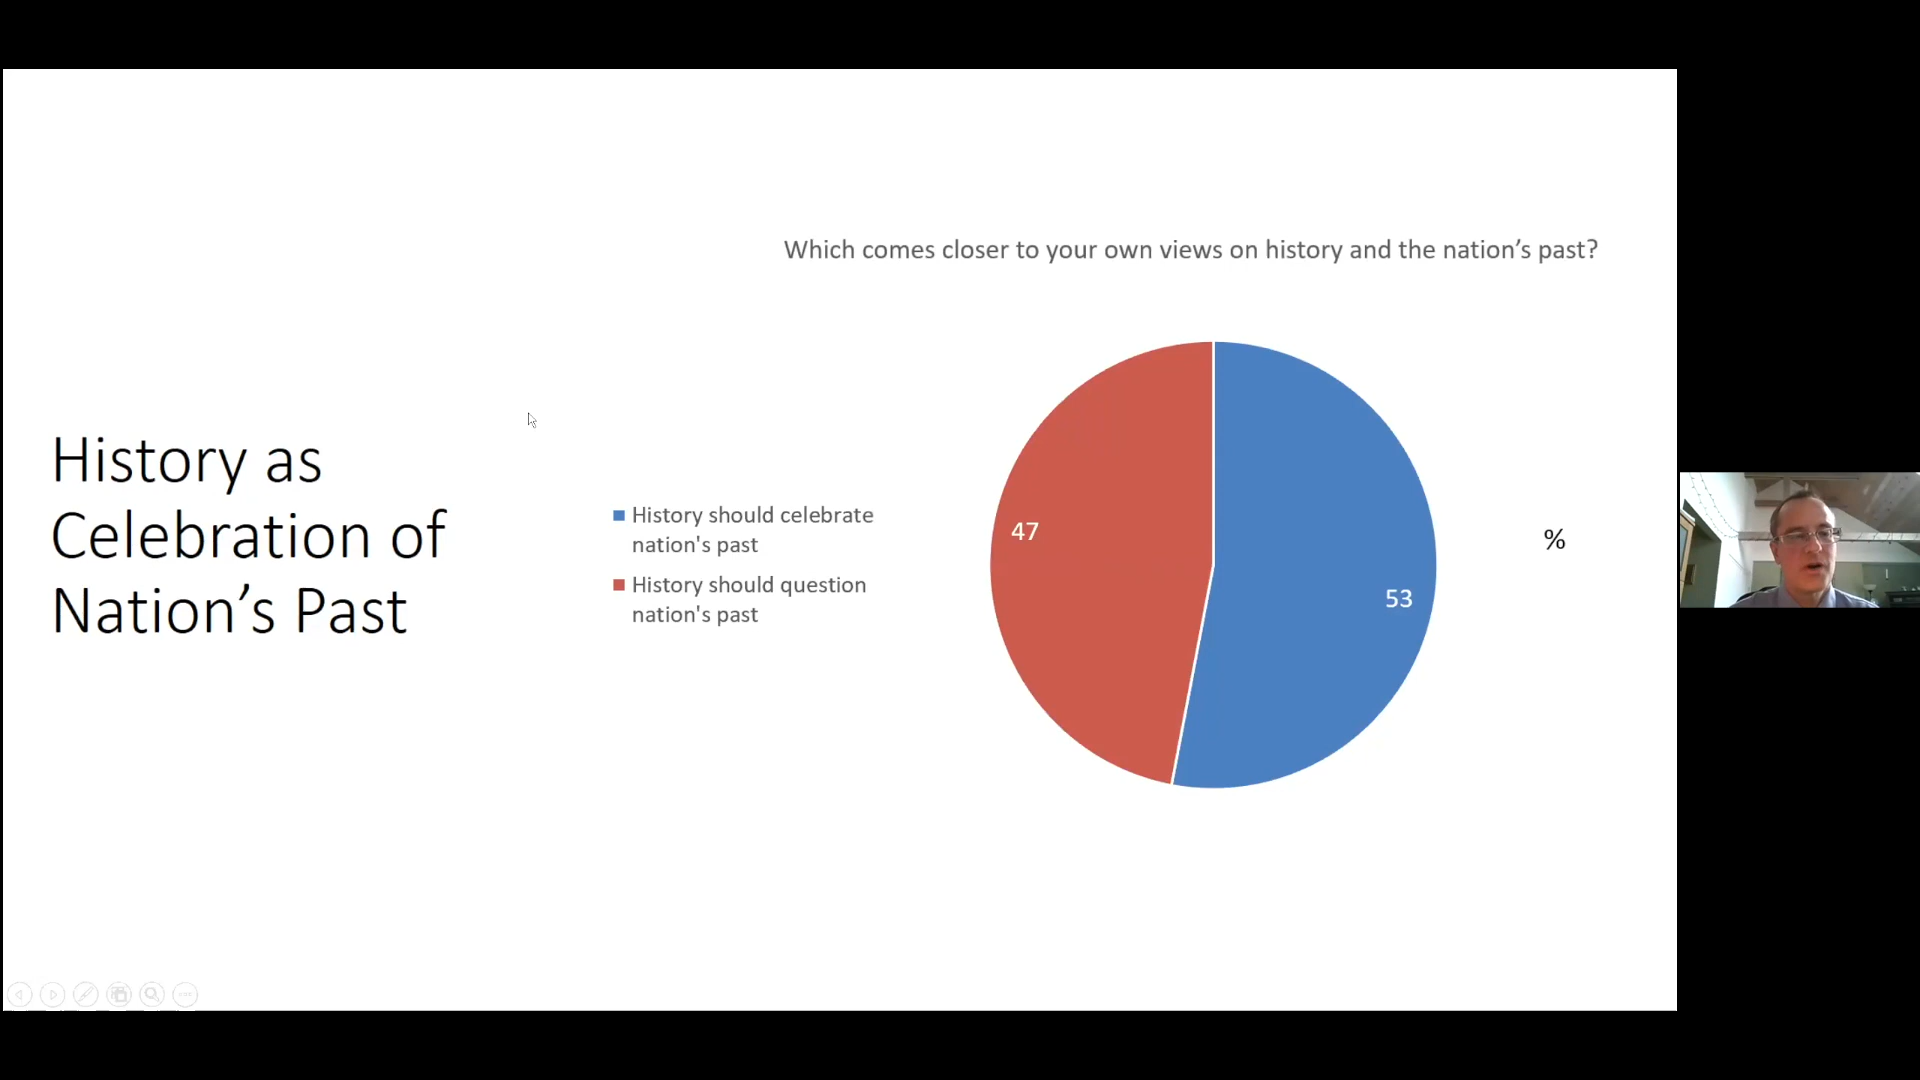 Which comes closer to your own views on history and the nation’s past?
History as
Celebration of
Nation’s Past
History should celebrate
nation's past
History should question
nation's past
47
53
%